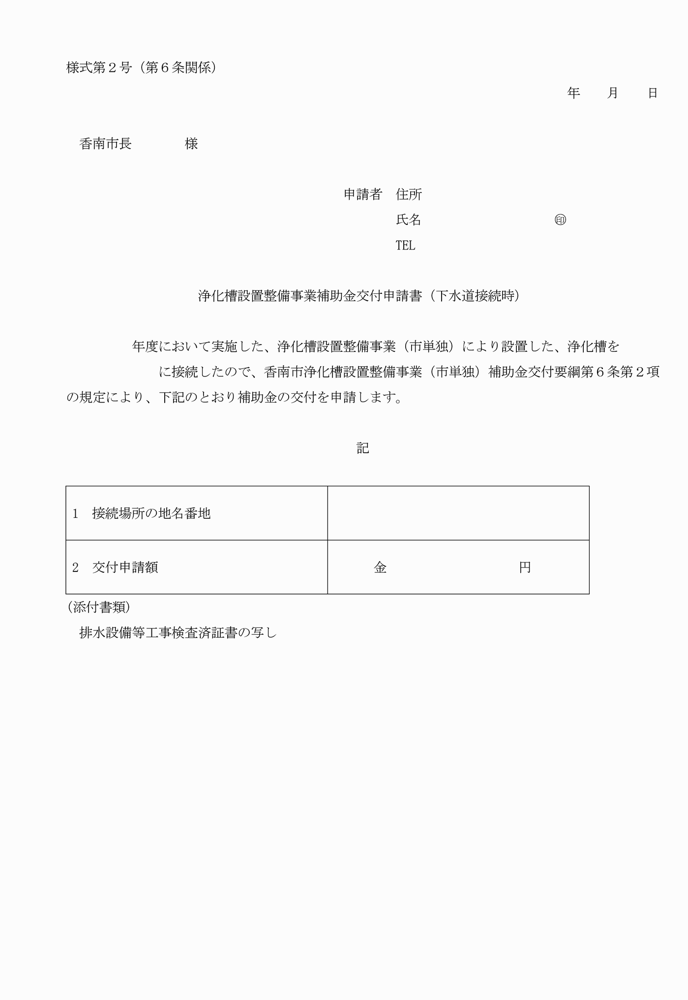 様式第２号（第６条関係）
年　　月　　日
香南市長　　　　様
申請者　住所
氏名　　　　　　　　　　㊞
TEL
浄化槽設置整備事業補助金交付申請書（下水道接続時）
年度において実施した、浄化槽設置整備事業（市単独）により設置した、浄化槽を
に接続したので、香南市浄化槽設置整備事業（市単独）補助金交付要綱第６条第２項
の規定により、下記のとおり補助金の交付を申請します。
記
1　接続場所の地名番地
2　交付申請額　　金　　　　　　　　　　円
（添付書類）
排水設備等工事検査済証書の写し